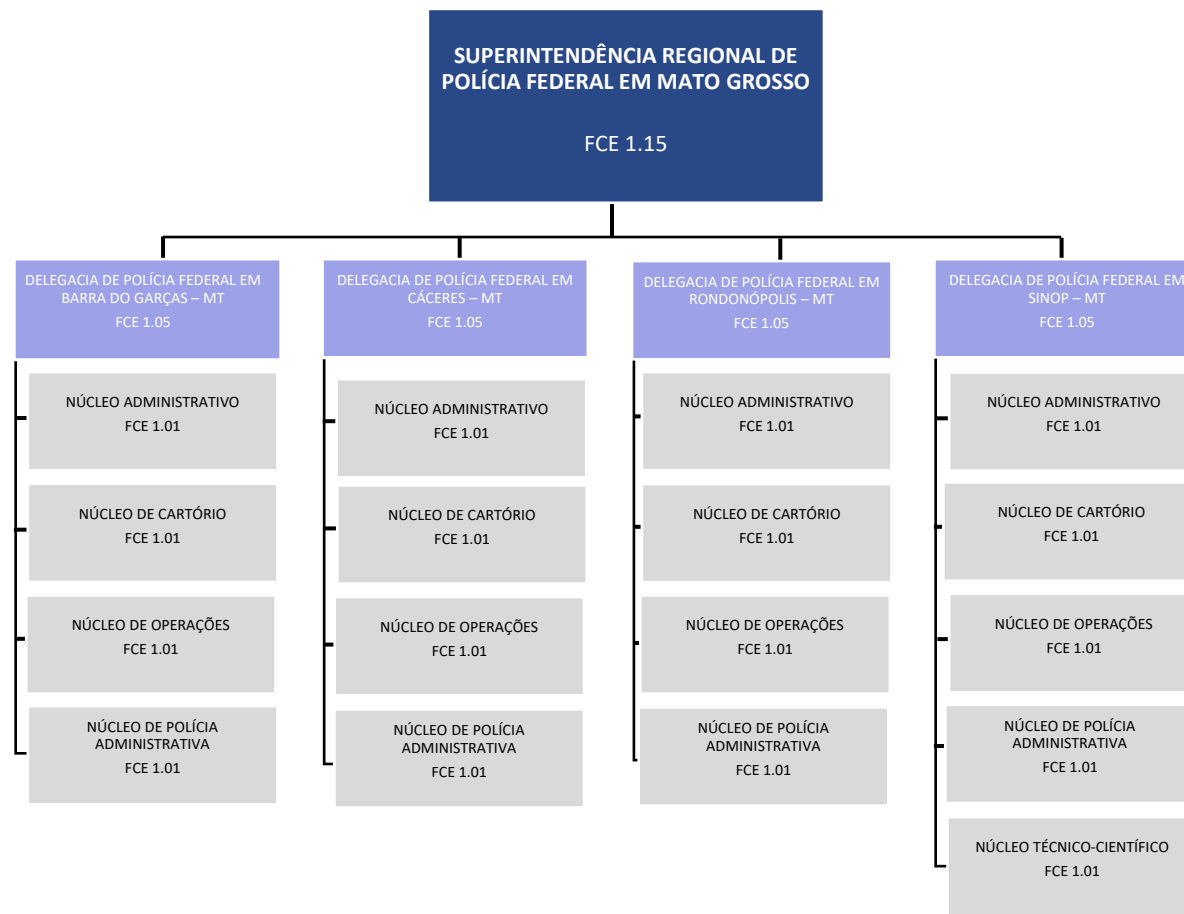 SUPERINTENDÊNCIA REGIONAL DE
POLÍCIA FEDERAL EM MATO GROSSO
FCE 1.15
DELEGACIA DE POLÍCIA FEDERAL EM
BARRA DO GARÇAS – MT
FCE 1.05
NÚCLEO ADMINISTRATIVO
FCE 1.01
NÚCLEO DE CARTÓRIO
FCE 1.01
NÚCLEO DE OPERAÇÕES
FCE 1.01
NÚCLEO DE POLÍCIA
ADMINISTRATIVA
FCE 1.01
DELEGACIA DE POLÍCIA FEDERAL EM
CÁCERES – MT
FCE 1.05
NÚCLEO ADMINISTRATIVO
FCE 1.01
NÚCLEO DE CARTÓRIO
FCE 1.01
NÚCLEO DE OPERAÇÕES
FCE 1.01
NÚCLEO DE POLÍCIA
ADMINISTRATIVA
FCE 1.01
DELEGACIA DE POLÍCIA FEDERAL EM
RONDONÓPOLIS – MT
FCE 1.05
NÚCLEO ADMINISTRATIVO
FCE 1.01
NÚCLEO DE CARTÓRIO
FCE 1.01
NÚCLEO DE OPERAÇÕES
FCE 1.01
NÚCLEO DE POLÍCIA
ADMINISTRATIVA
FCE 1.01
DELEGACIA DE POLÍCIA FEDERAL EM
SINOP – MT
FCE 1.05
NÚCLEO ADMINISTRATIVO
FCE 1.01
NÚCLEO DE CARTÓRIO
FCE 1.01
NÚCLEO DE OPERAÇÕES
FCE 1.01
NÚCLEO DE POLÍCIA
ADMINISTRATIVA
FCE 1.01
NÚCLEO TÉCNICO-CIENTÍFICO
FCE 1.01